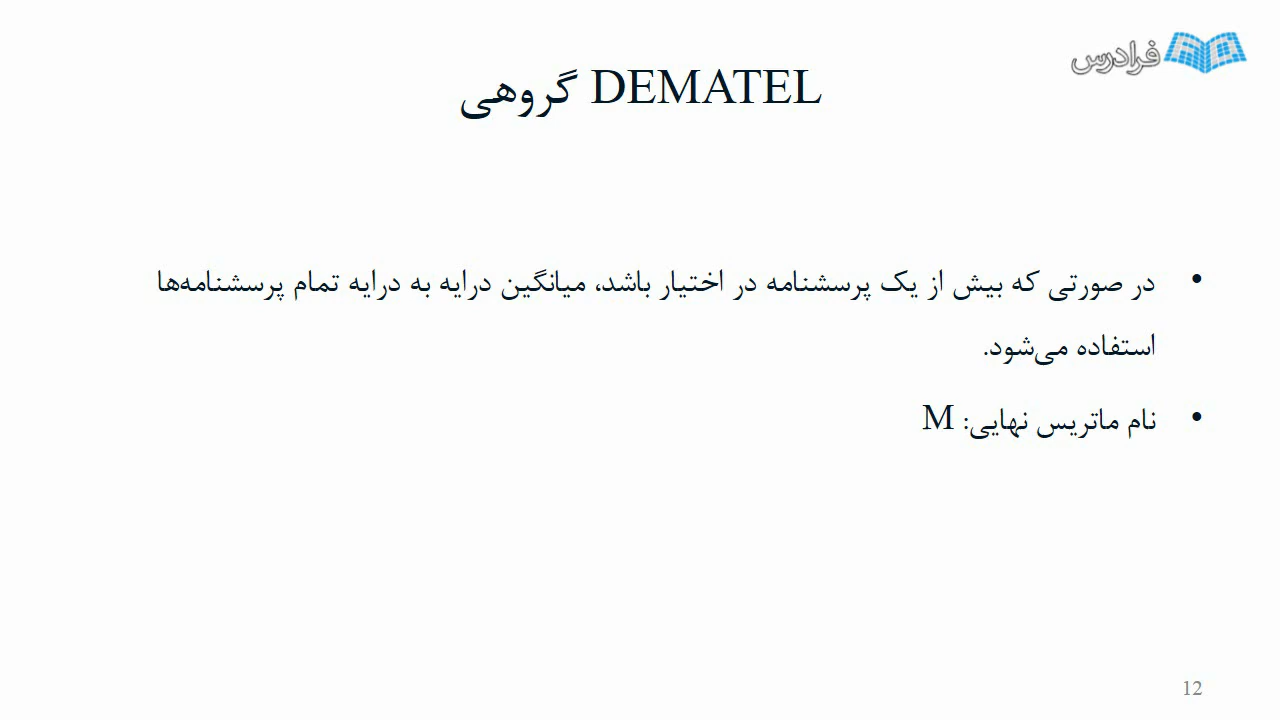 فرادرس
DEMATEL گروهی
• در صورتی که بیش از یک پرسشنامه در اختیار باشد، میانگین درایه به درایه تمام پرسشنامه‌ها
استفاده می‌شود.
• نام ماتریس نهایی: M
12